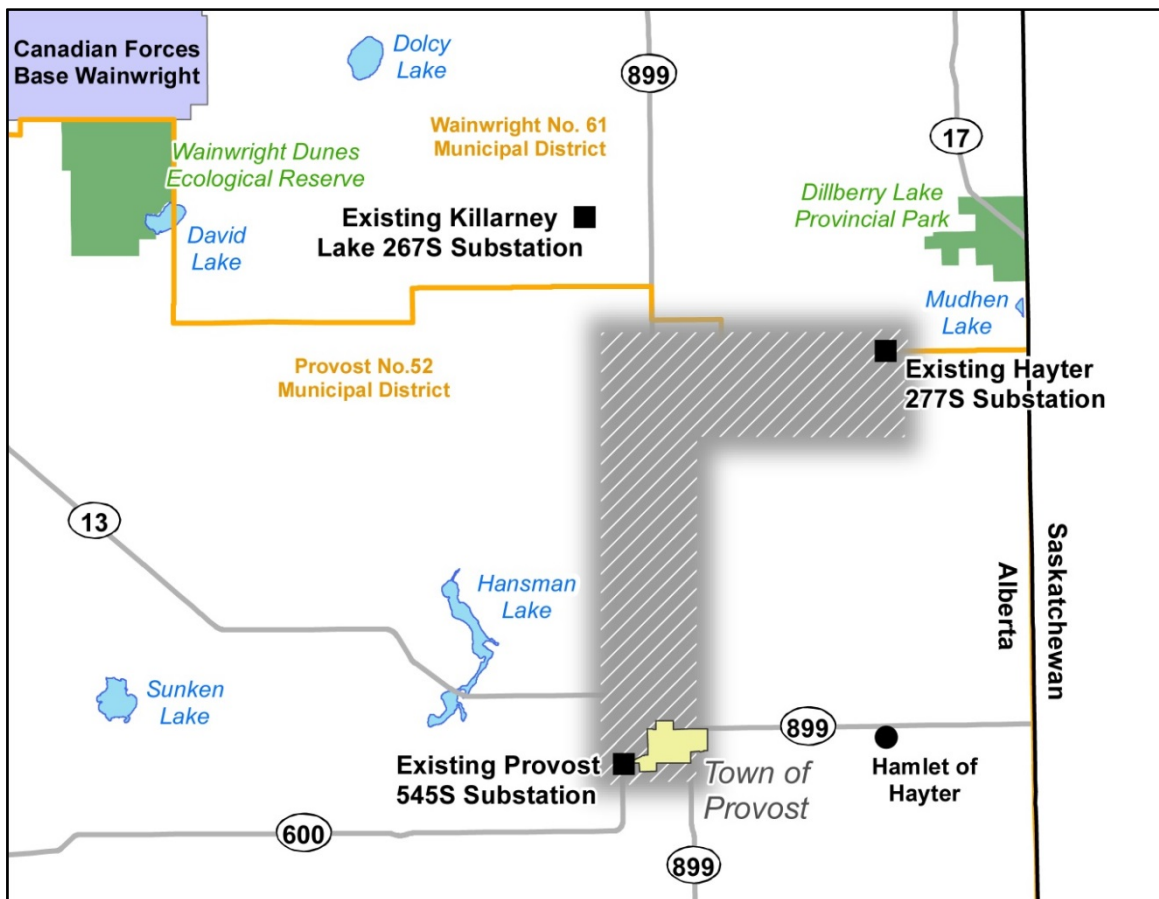 Canadian Forces
Base Wainwright
Dolcy
Lake
899
Wainwright No. 61
Municipal District
17
Wainwright Dunes
Ecological Reserve
Dillberry Lake
Provincial Park
Existing Killarney
Lake 267S Substation
David
Lake
Mudhen
Lake
Provost No.52
Municipal District
Existing Hayter
277S Substation
13
Hansman
Lake
Alberta
Saskatchewan
Sunken
Lake
899
Existing Provost
545S Substation
Town of
Provost
Hamlet of
Hayter
600
899